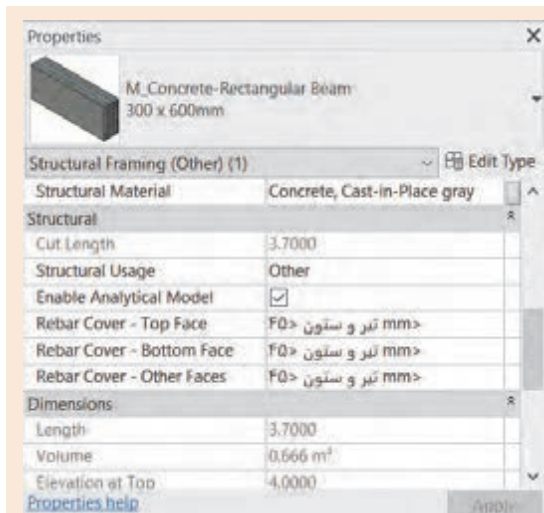 Properties
M_Concrete-Rectangular Beam
300 x 600mm
Structural Framing (Other) (1) Edit Type
Structural Material Concrete, Cast-in-Place gray
Structural
Cut Length 3.7000
Structural Usage Other
Enable Analytical Model
Rebar Cover - Top Face تیر و ستون <۴۵ mm>
Rebar Cover - Bottom Face تیر و ستون <۴۵ mm>
Rebar Cover - Other Faces تیر و ستون <۴۵ mm>
Dimensions
Length 3.7000
Volume 0.666 m³
Elevation at Top 4.0000
Properties help Apply